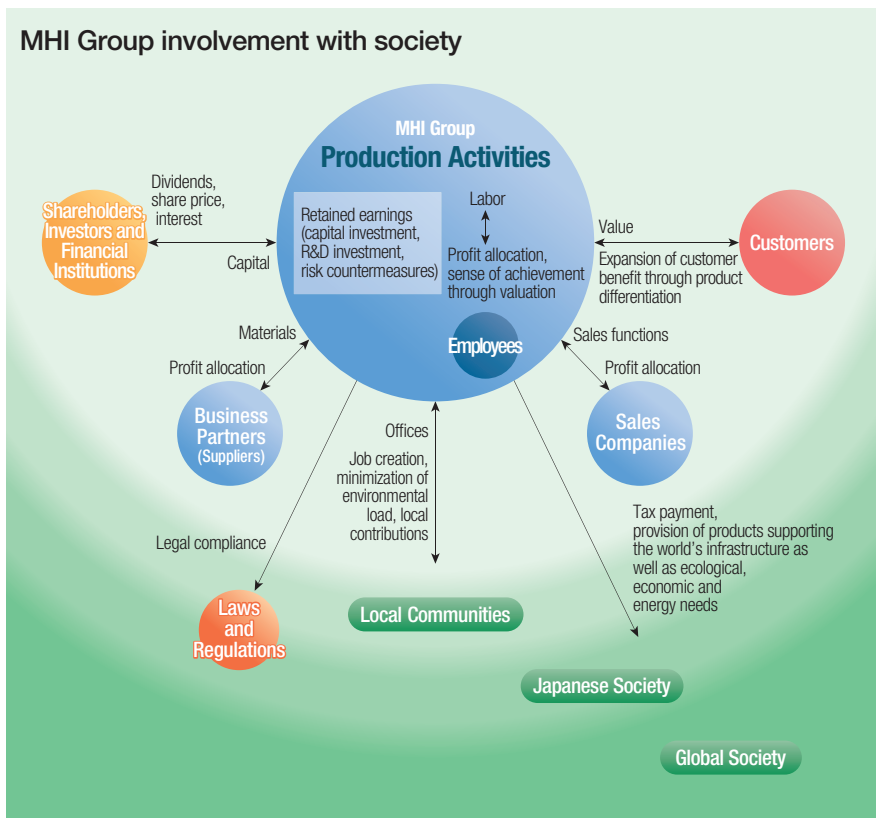 MHI Group involvement with society
MHI Group
Production Activities
Dividends,
share price,
interest
Shareholders,
Investors and
Financial
Institutions
Capital
Retained earnings
(capital investment,
R&D investment,
risk countermeasures)
Labor
Profit allocation,
sense of achievement
through valuation
Employees
Value
Expansion of customer
benefit through product
differentiation
Customers
Materials
Profit allocation
Business
Partners
(Suppliers)
Sales functions
Profit allocation
Sales
Companies
Offices
Job creation,
minimization of
environmental
load, local
contributions
Legal compliance
Laws
and
Regulations
Local Communities
Tax payment,
provision of products supporting
the world's infrastructure as
well as ecological,
economic and
energy needs
Japanese Society
Global Society